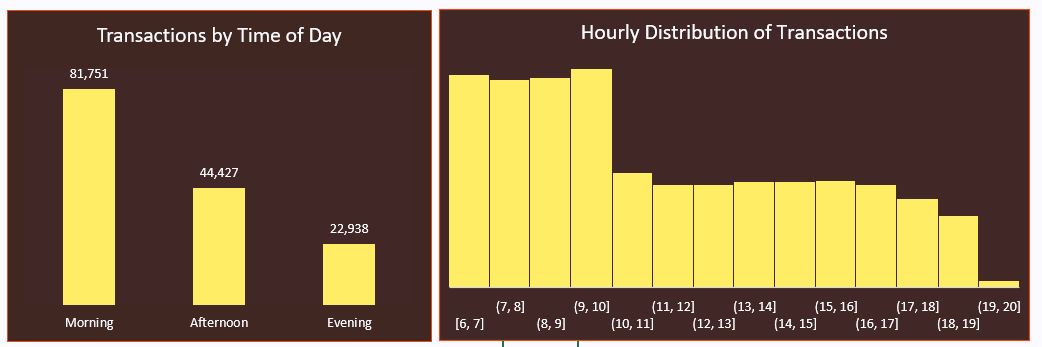 Transactions by Time of Day
81,751
44,427
22,938
Morning Afternoon Evening
Hourly Distribution of Transactions
[6, 7] (7, 8] (8, 9] (9, 10] (10, 11] (11, 12] (12, 13] (13, 14] (14, 15] (15, 16] (16, 17] (17, 18] (18, 19] (19, 20]